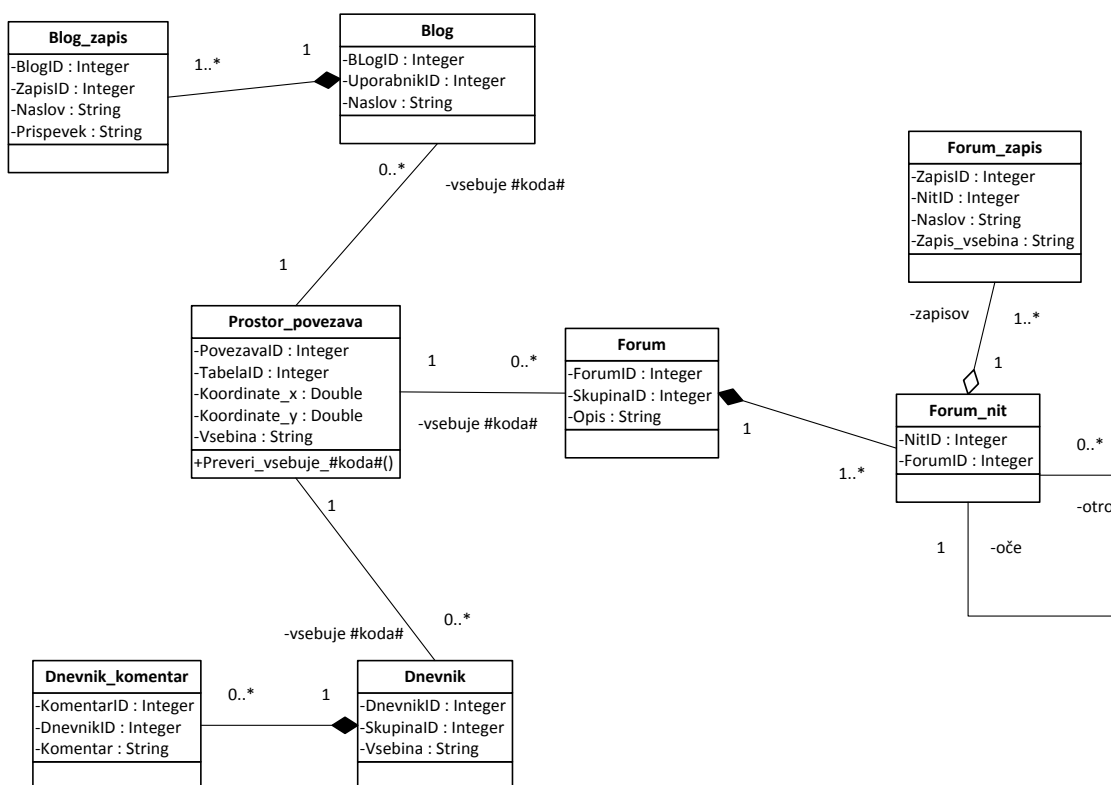 Blog_zapis
-BlogID : Integer
-ZapisID : Integer
-Naslov : String
-Prispevek : String
1..*
1
Blog
-BLogID : Integer
-UporabnikID : Integer
-Naslov : String
0..*
-vsebuje #koda#
1
Forum_zapis
-ZapisID : Integer
-NitID : Integer
-Naslov : String
-Zapis_vsebina : String
-zapisov
1..*
1
Prostor_povezava
-PovezavaID : Integer
-TabelaID : Integer
-Koordinate_x : Double
-Koordinate_y : Double
-Vsebina : String
+Preveri_vsebuje_#koda#()
1
0..*
-vsebuje #koda#
Forum
-ForumID : Integer
-SkupinaID : Integer
-Opis : String
1
1..*
Forum_nit
-NitID : Integer
-ForumID : Integer
0..*
-otro
1
-oče
1
0..*
-vsebuje #koda#
Dnevnik_komentar
-KomentarID : Integer
-DnevnikID : Integer
-Komentar : String
0..*
1
Dnevnik
-DnevnikID : Integer
-SkupinaID : Integer
-Vsebina : String